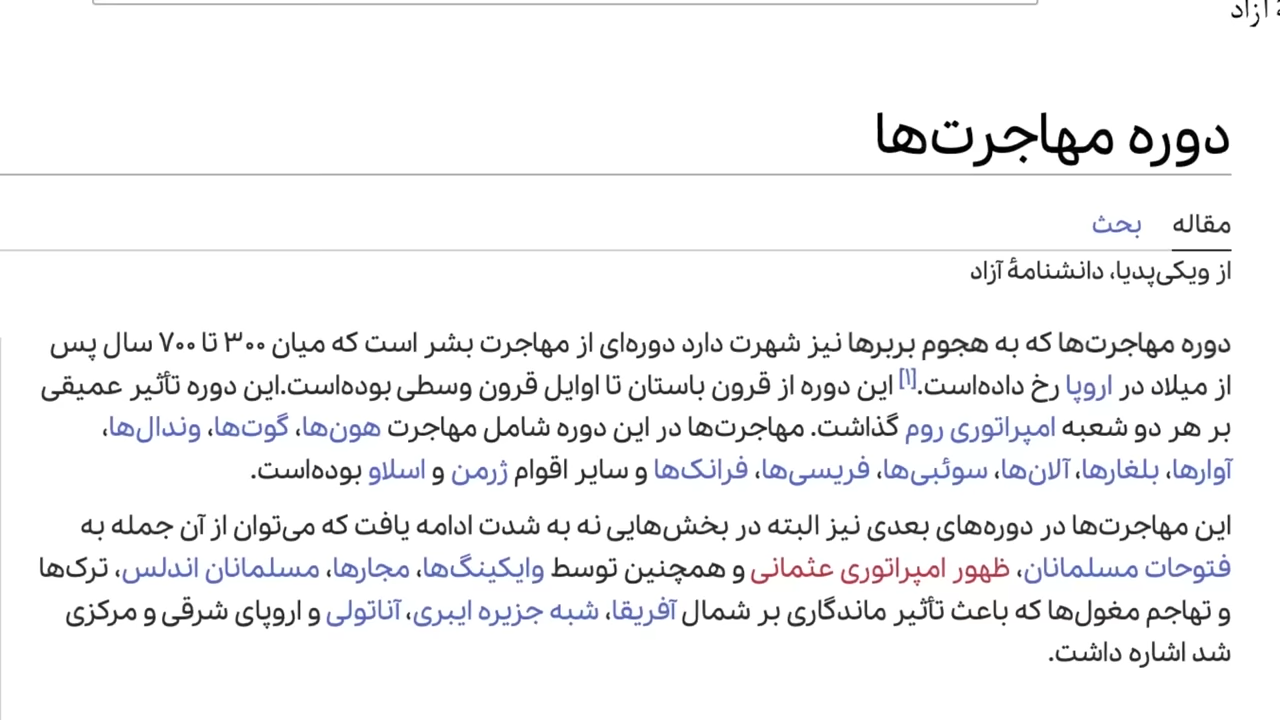 آزاد
دوره مهاجرت‌ها
مقاله بحث
از ویکی‌پدیا، دانشنامهٔ آزاد
دوره مهاجرت‌ها که به هجوم بربرها نیز شهرت دارد دوره‌ای از مهاجرت بشر است که میان ۳۰۰ تا ۷۰۰ سال پس
از میلاد در اروپا رخ داده‌است.[۱] این دوره از قرون باستان تا اوایل قرون وسطی بوده‌است.این دوره تأثیر عمیقی
بر هر دو شعبه امپراتوری روم گذاشت. مهاجرت‌ها در این دوره شامل مهاجرت هون‌ها، گوت‌ها، وندال‌ها،
آوارها، بلغارها، آلان‌ها، سوئبی‌ها، فریسی‌ها، فرانک‌ها و سایر اقوام ژرمن و اسلاو بوده‌است.
این مهاجرت‌ها در دوره‌های بعدی نیز البته در بخش‌هایی نه به شدت ادامه یافت که می‌توان از آن جمله به
فتوحات مسلمانان، ظهور امپراتوری عثمانی و همچنین توسط وایکینگ‌ها، مجارها، مسلمانان اندلس، ترک‌ها
و تهاجم مغول‌ها که باعث تأثیر ماندگاری بر شمال آفریقا، شبه جزیره ایبری، آناتولی و اروپای شرقی و مرکزی
شد اشاره داشت.